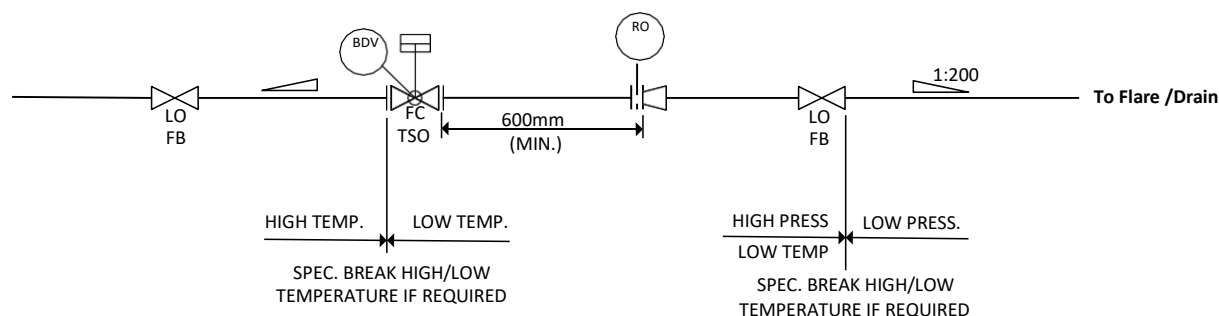 BDV
RO
1:200
To Flare /Drain
LO
FB
FC
TSO
600mm
(MIN.)
LO
FB
HIGH TEMP.
LOW TEMP.
HIGH PRESS
LOW TEMP
LOW PRESS.
SPEC. BREAK HIGH/LOW
TEMPERATURE IF REQUIRED
SPEC. BREAK HIGH/LOW
TEMPERATURE IF REQUIRED